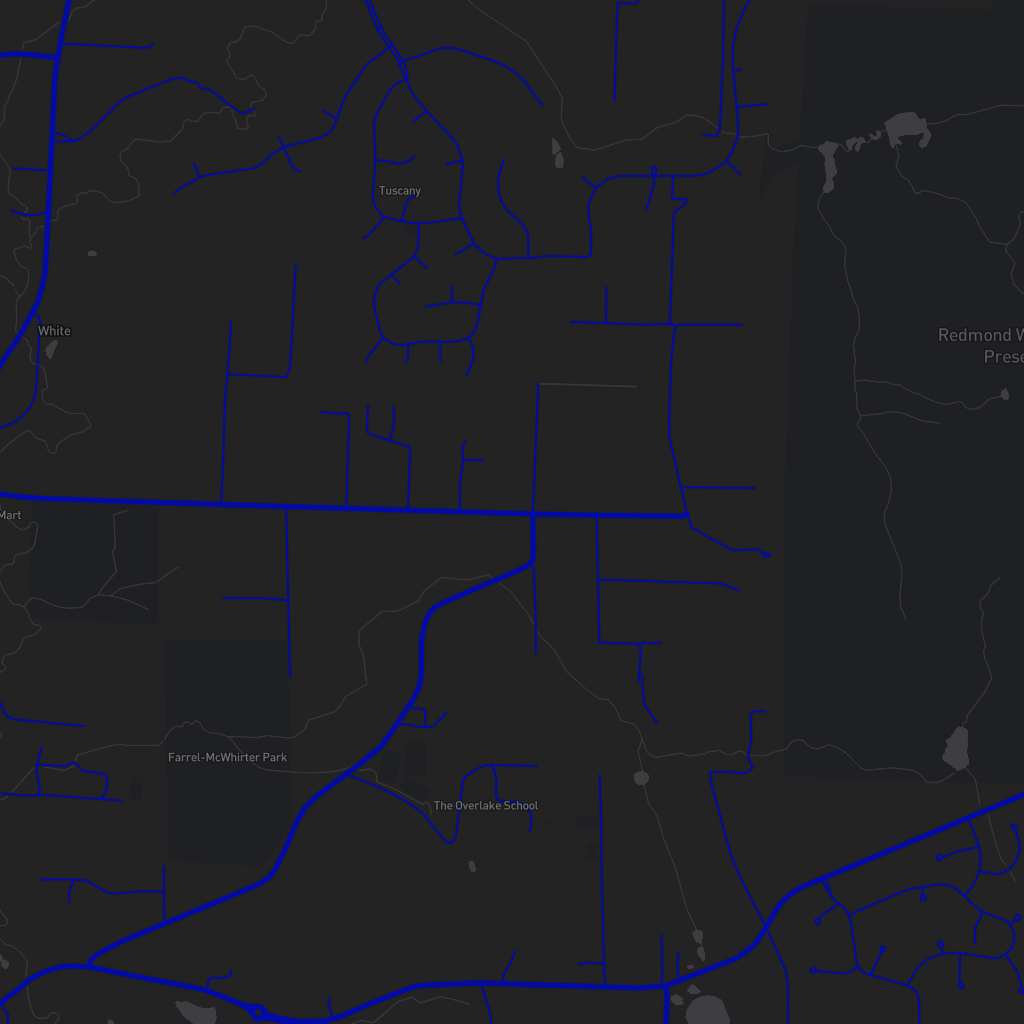 Tuscany
White
Redmond W
Prese
Mart
Farrel-McWhirter Park
The Overlake School